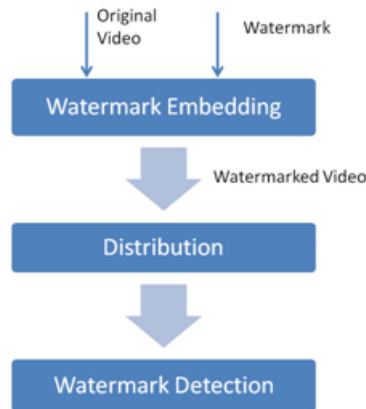 Original
Video
Watermark
Watermark Embedding
Watermarked Video
Distribution
Watermark Detection